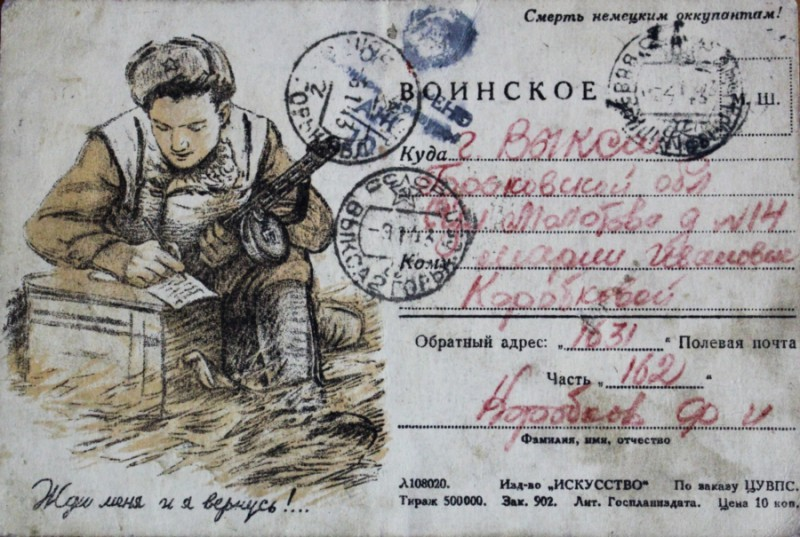 Смерть немецким оккупантам!
ВОИНСКОЕ
М. Ш.
Куда г Выкса
Горьковской обл
Молотова д №14
Кому Марии Ивановне
Коробковой
Обратный адрес: „1631“ Полевая почта
Часть „162“
Коробков Ф И
Фамилия, имя, отчество
Жди меня и я вернусь!...
Л108020. Изд-во „ИСКУССТВО“ По заказу ЦУВПС.
Тираж 500000. Зак. 902. Лит. Госпланиздата. Цена 10 коп.